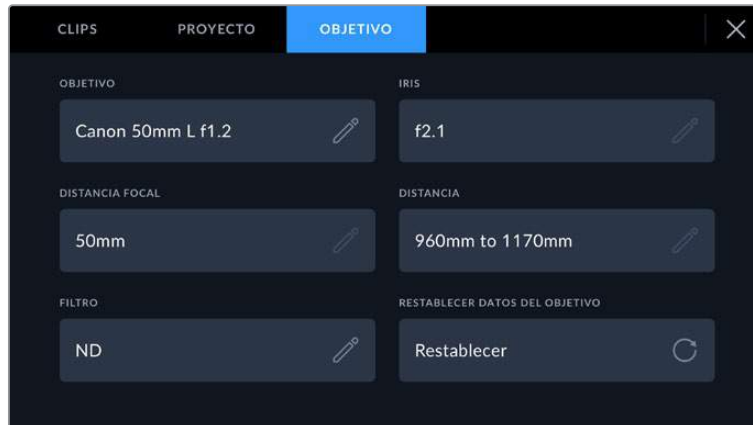 CLIPS PROYECTO OBJETIVO
OBJETIVO IRIS
Canon 50mm L f1.2 f2.1
DISTANCIA FOCAL DISTANCIA
50mm 960mm to 1170mm
FILTRO RESTABLECER DATOS DEL OBJETIVO
ND Restablecer